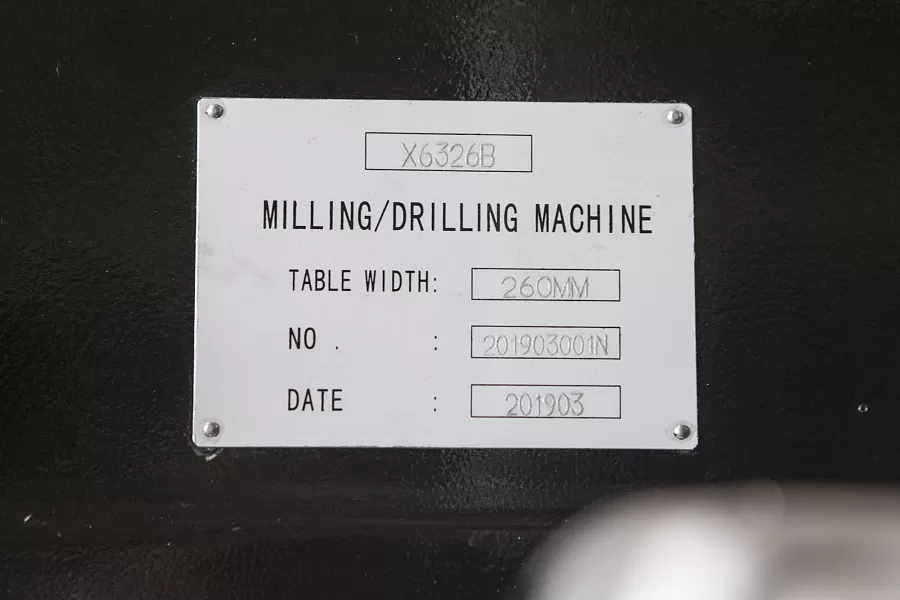 X6326B
MILLING/DRILLING MACHINE
TABLE WIDTH: 260MM
NO . : 201903001N
DATE : 201903